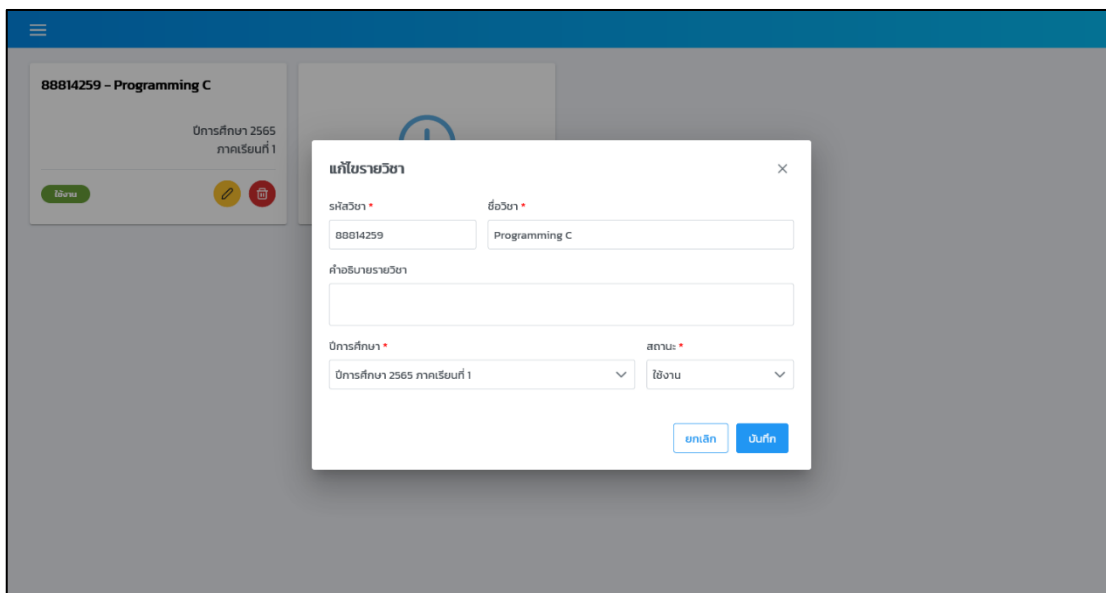 88814259 - Programming C
ปีการศึกษา 2565
ภาคเรียนที่ 1
ใช้งาน
แก้ไขรายวิชา
รหัสวิชา * ชื่อวิชา *
88814259 Programming C
คำอธิบายรายวิชา
ปีการศึกษา * สถานะ *
ปีการศึกษา 2565 ภาคเรียนที่ 1 ใช้งาน
ยกเลิก บันทึก